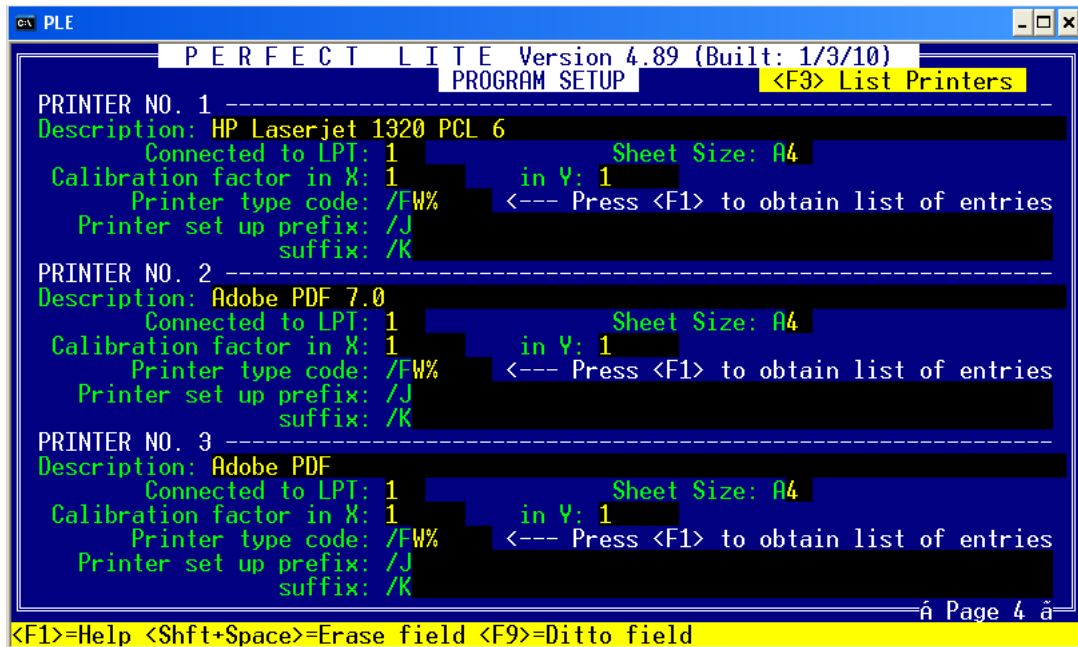 PLE
P E R F E C T   L I T E  Version 4.89 (Built: 1/3/10)
PROGRAM SETUP <F3> List Printers
PRINTER NO. 1 --------------------------------------------------------------
Description: HP Laserjet 1320 PCL 6
Connected to LPT: 1 Sheet Size: A4
Calibration factor in X: 1 in Y: 1
Printer type code: /FW% <--- Press <F1> to obtain list of entries
Printer set up prefix: /J
suffix: /K
PRINTER NO. 2 --------------------------------------------------------------
Description: Adobe PDF 7.0
Connected to LPT: 1 Sheet Size: A4
Calibration factor in X: 1 in Y: 1
Printer type code: /FW% <--- Press <F1> to obtain list of entries
Printer set up prefix: /J
suffix: /K
PRINTER NO. 3 --------------------------------------------------------------
Description: Adobe PDF
Connected to LPT: 1 Sheet Size: A4
Calibration factor in X: 1 in Y: 1
Printer type code: /FW% <--- Press <F1> to obtain list of entries
Printer set up prefix: /J
suffix: /K
Á Page 4 ã
<F1>=Help <Shft+Space>=Erase field <F9>=Ditto field